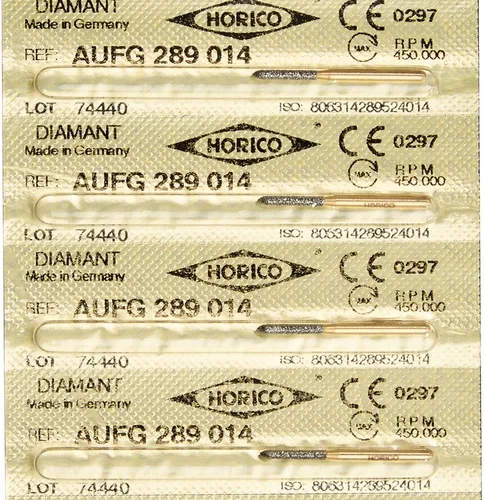 DIAMANT
HORICO
CE 0297
Made in Germany
REF: AUFG 289 014
MAX. RPM 450.000
LOT 74440 ISO: 806314289524014
DIAMANT
HORICO
CE 0297
Made in Germany
REF: AUFG 289 014
MAX. RPM 450.000
HORICO
LOT 74440 ISO: 806314289524014
DIAMANT
HORICO
CE 0297
Made in Germany
REF: AUFG 289 014
MAX. RPM 450.000
LOT 74440 ISO: 806314289524014
DIAMANT
HORICO
CE 0297
Made in Germany
REF: AUFG 289 014
MAX. RPM 450.000
HORICO
LOT 74440 ISO: 806314289524014